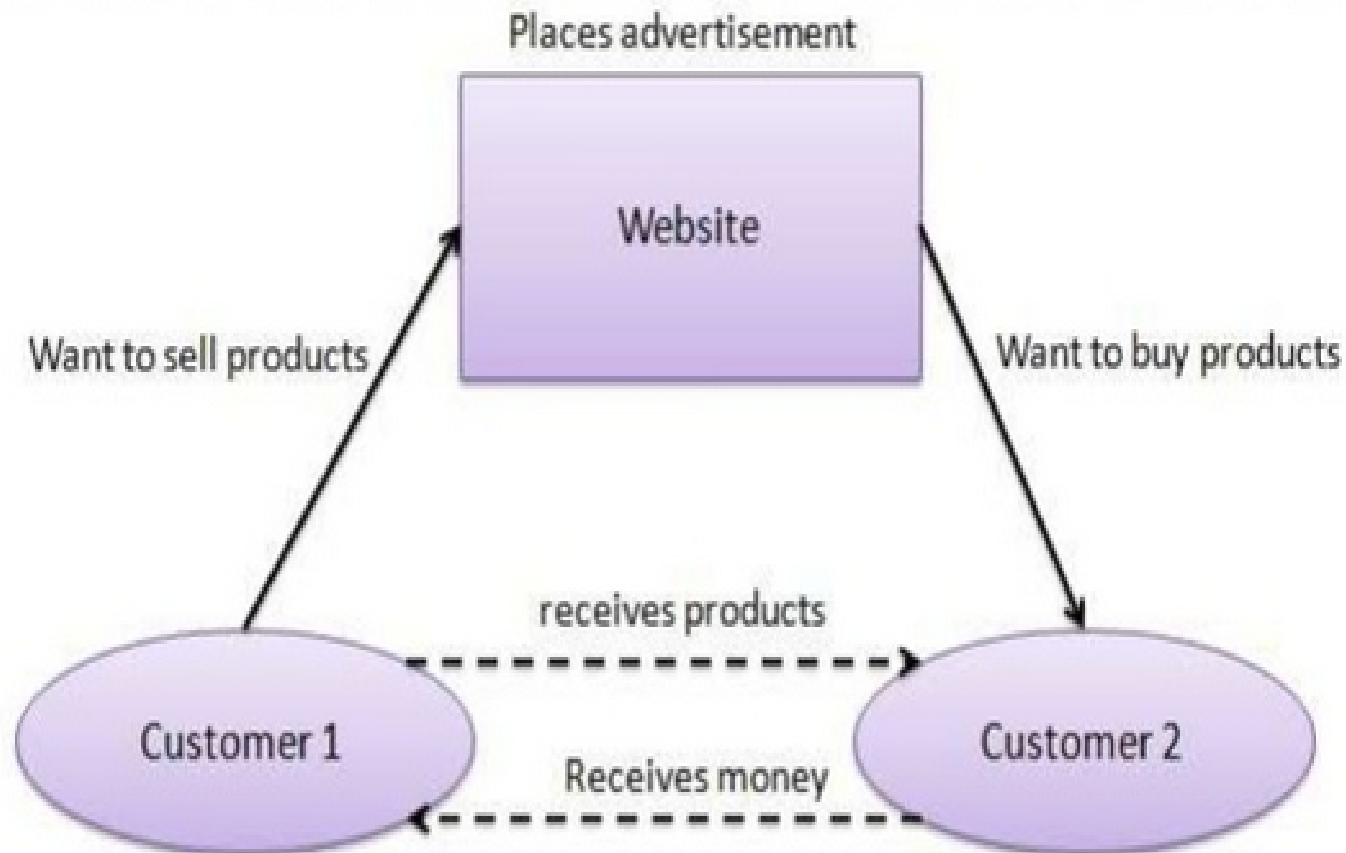 Places advertisement
Website
Want to sell products
Want to buy products
receives products
Customer 1
Customer 2
Receives money